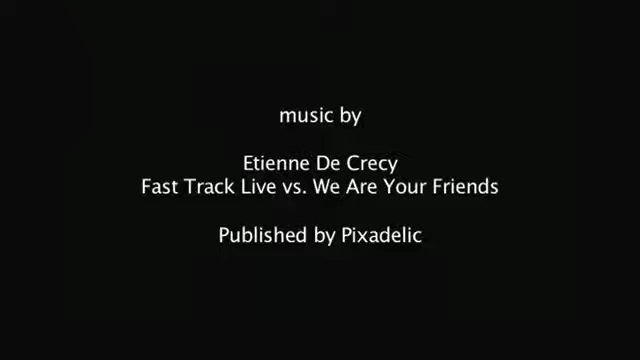 music by
Etienne De Crecy
Fast Track Live vs. We Are Your Friends
Published by Pixadelic